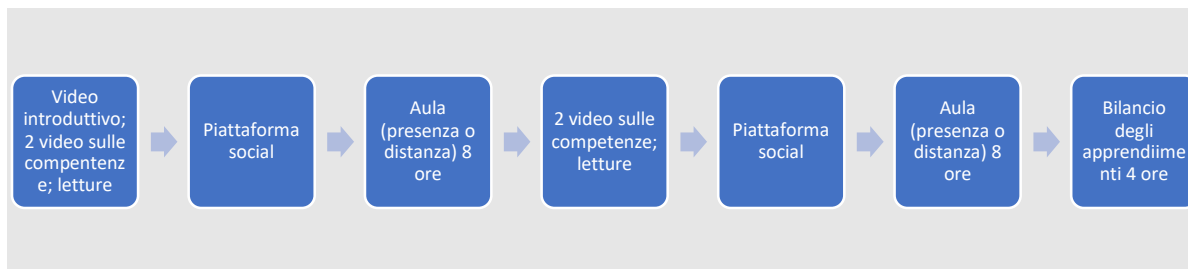 Video
introduttivo;
2 video sulle
compentenz
e; letture
Piattaforma
social
Aula
(presenza o
distanza) 8
ore
2 video sulle
competenze;
letture
Piattaforma
social
Aula
(presenza o
distanza) 8
ore
Bilancio
degli
apprendiime
nti 4 ore